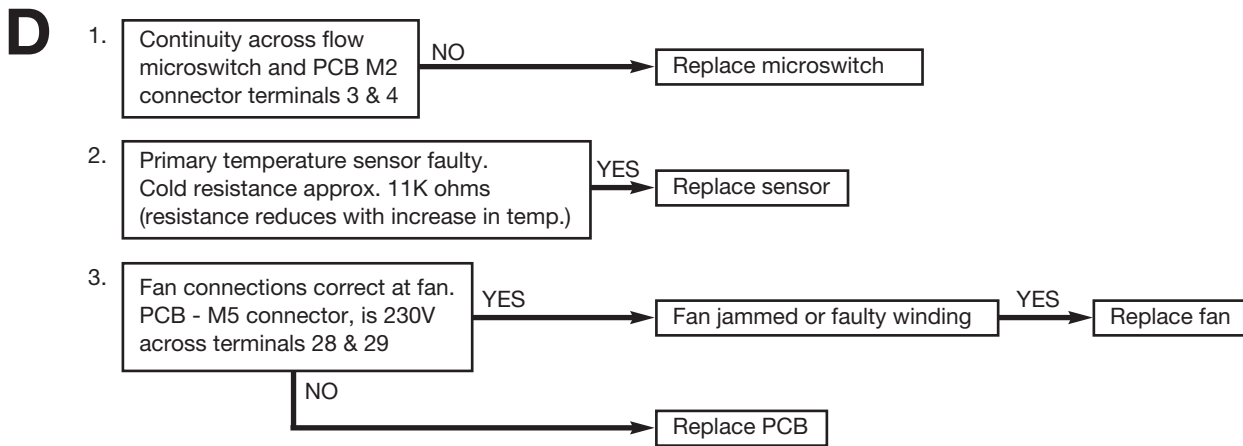 D
1.
Continuity across flow
microswitch and PCB M2
connector terminals 3 & 4
NO
Replace microswitch
2.
Primary temperature sensor faulty.
Cold resistance approx. 11K ohms
(resistance reduces with increase in temp.)
YES
Replace sensor
3.
Fan connections correct at fan.
PCB - M5 connector, is 230V
across terminals 28 & 29
YES
Fan jammed or faulty winding
YES
Replace fan
NO
Replace PCB